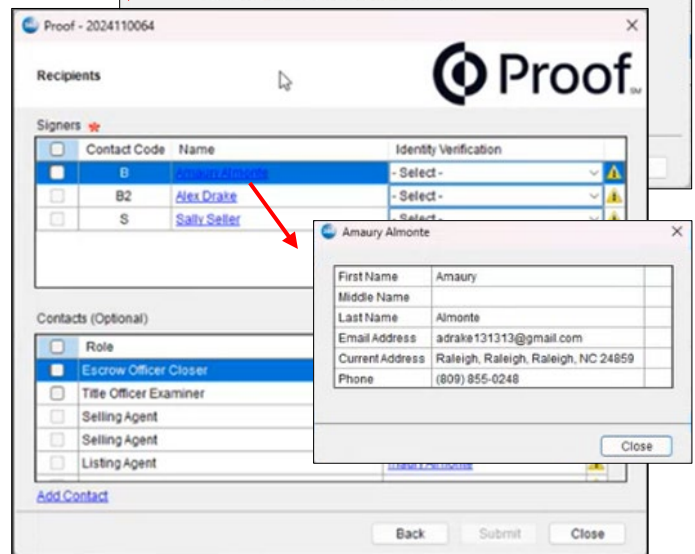 Proof - 2024110064
Recipients
Proof
SM
Signers *
Contact Code Name Identity Verification
B Amaury Almonte - Select -
B2 Alex Drake - Select -
S Sally Seller - Select -
Amaury Almonte
First Name Amaury
Middle Name
Last Name Almonte
Email Address adrake131313@gmail.com
Current Address Raleigh, Raleigh, Raleigh, NC 24859
Phone (809) 855-0248
Close
Contacts (Optional)
Role
Escrow Officer Closer
Title Officer Examiner
Selling Agent
Selling Agent
Listing Agent
Add Contact
Back Submit Close